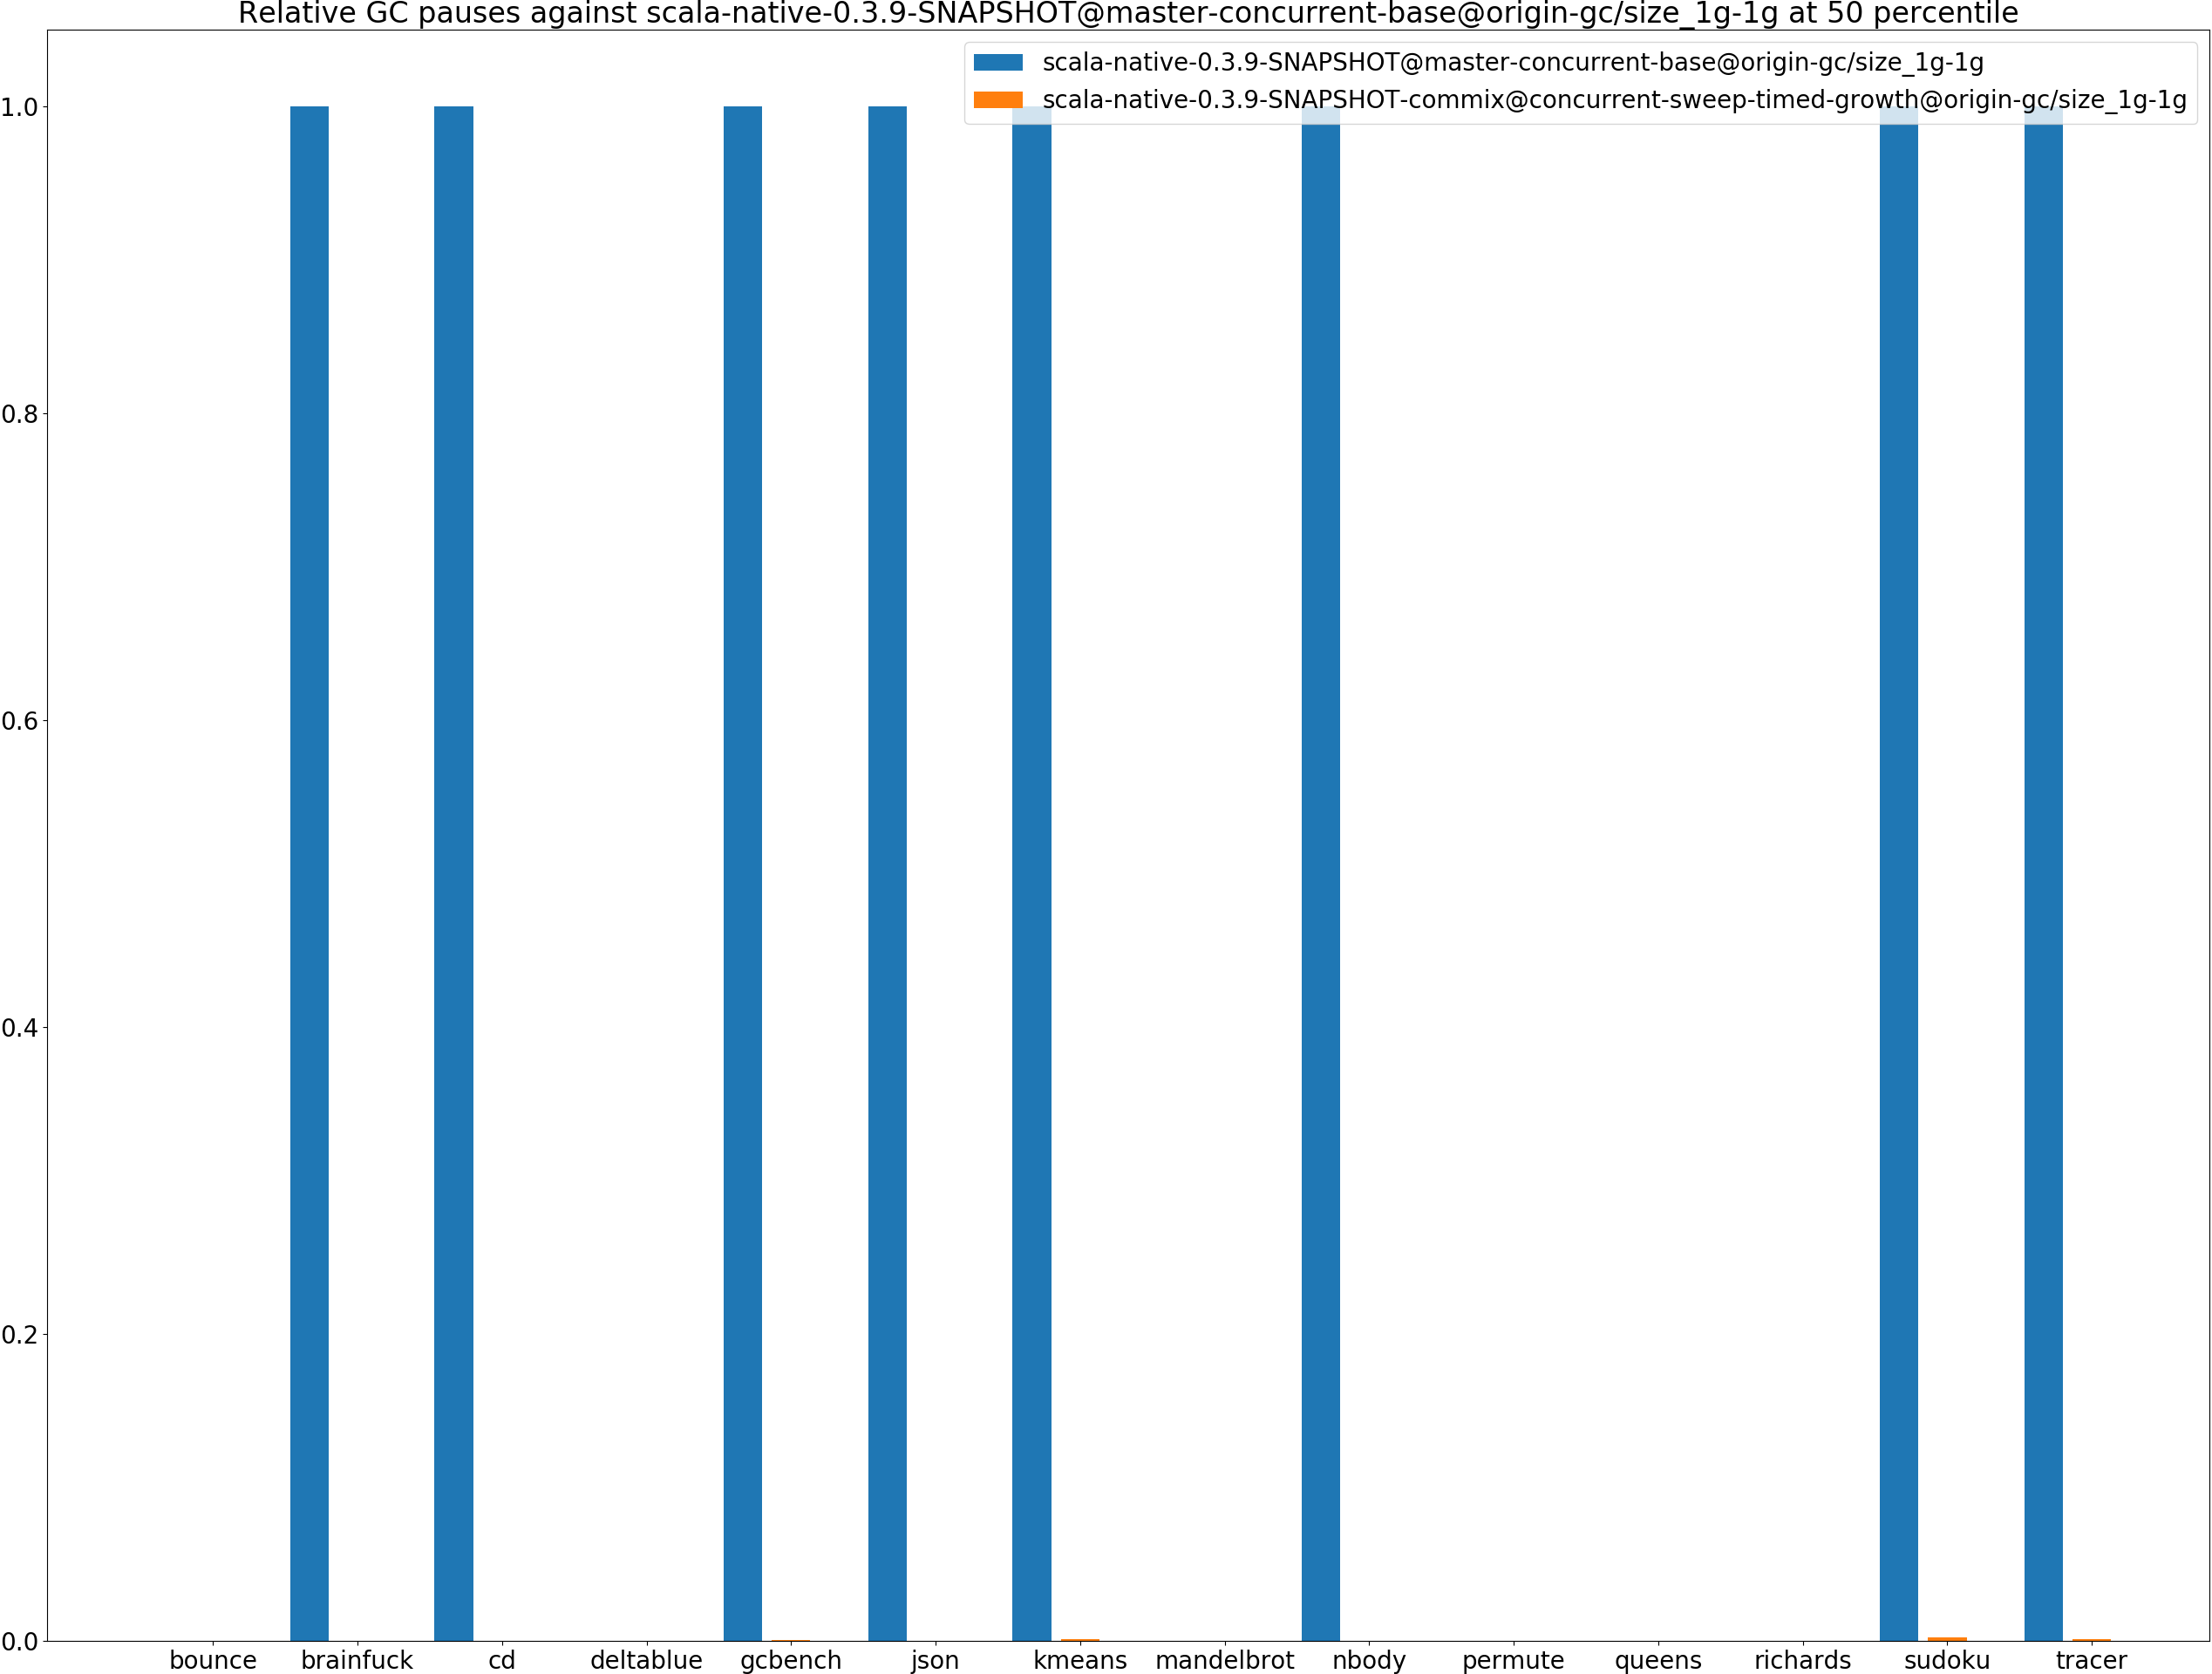 Relative GC pauses against scala-native-0.3.9-SNAPSHOT@master-concurrent-base@origin-gc/size_1g-1g at 50 percentile
scala-native-0.3.9-SNAPSHOT@master-concurrent-base@origin-gc/size_1g-1g
scala-native-0.3.9-SNAPSHOT-commix@concurrent-sweep-timed-growth@origin-gc/size_1g-1g
1.0
0.8
0.6
0.4
0.2
0.0
bounce brainfuck cd deltablue gcbench json kmeans mandelbrot nbody permute queens richards sudoku tracer